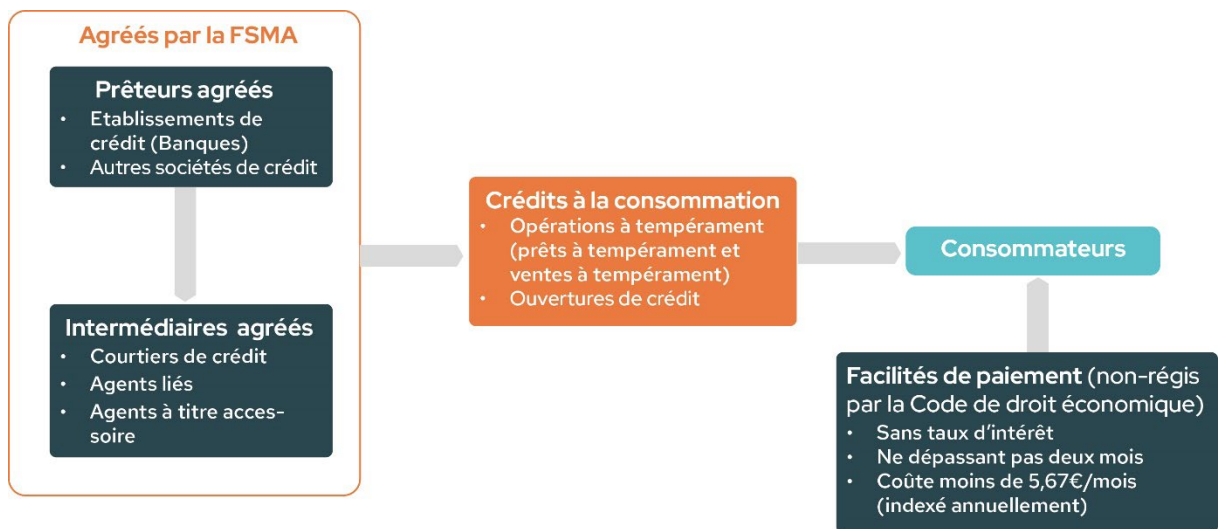 Agréés par la FSMA
Prêteurs agréés
• Etablissements de
crédit (Banques)
• Autres sociétés de crédit
Intermédiaires agréés
• Courtiers de crédit
• Agents liés
• Agents à titre acces-
soire
Crédits à la consommation
• Opérations à tempérament
(prêts à tempérament et
ventes à tempérament)
• Ouvertures de crédit
Consommateurs
Facilités de paiement (non-régis
par la Code de droit économique)
• Sans taux d'intérêt
• Ne dépassant pas deux mois
• Coûte moins de 5,67€/mois
(indexé annuellement)